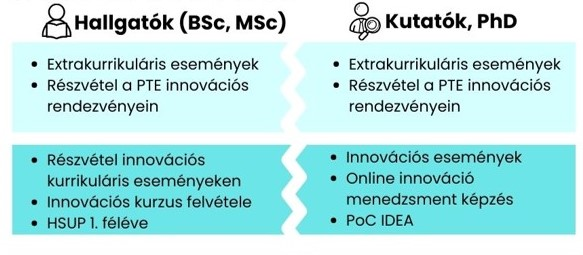 Hallgatók (BSc, MSc)
• Extrakurrikuláris események
• Részvétel a PTE innovációs
rendezvényein
• Részvétel innovációs
kurrikuláris eseményeken
• Innovációs kurzus felvétele
• HSUP 1. féléve
Kutatók, PhD
• Extrakurrikuláris események
• Részvétel a PTE innovációs
rendezvényein
• Innovációs események
• Online innováció
menedzsment képzés
• PoC IDEA